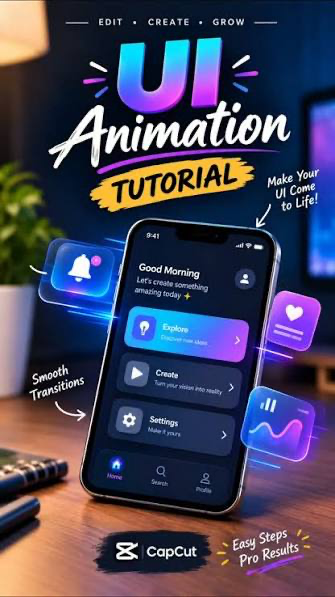 EDIT • CREATE • GROW
UI
Animation
TUTORIAL
Make Your
UI Come
to Life!
9:41
Good Morning
Let's create something
amazing today ✨
Explore
Discover new ideas
Create
Turn your vision into reality
Settings
Make it yours
Home
Search
Profile
Smooth
Transitions
CapCut
Easy Steps
Pro Results